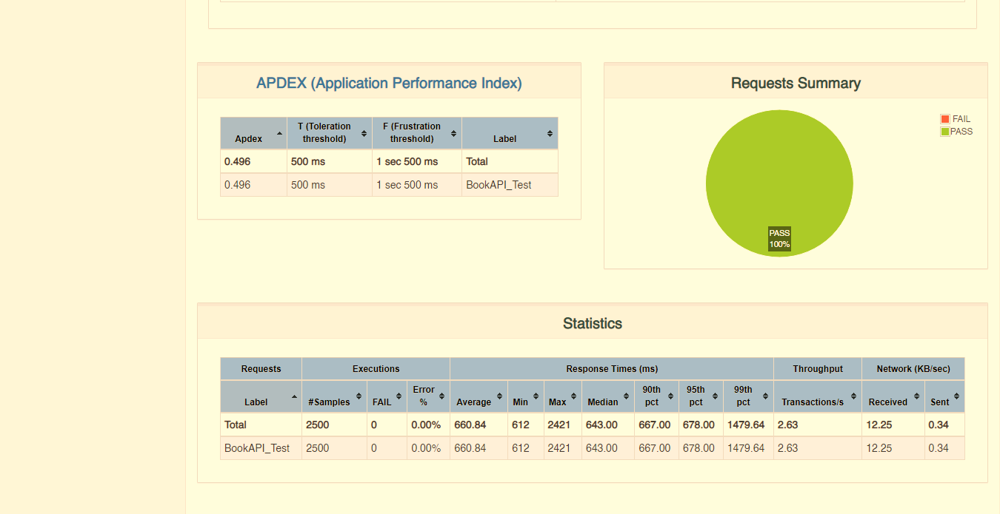 APDEX (Application Performance Index)
Apdex T (Toleration threshold) F (Frustration threshold) Label
0.496 500 ms 1 sec 500 ms Total
0.496 500 ms 1 sec 500 ms BookAPI_Test
Requests Summary
FAIL
PASS
PASS
100%
Statistics
Requests Executions Response Times (ms) Throughput Network (KB/sec)
Label #Samples FAIL Error % Average Min Max Median 90th pct 95th pct 99th pct Transactions/s Received Sent
Total 2500 0 0.00% 660.84 612 2421 643.00 667.00 678.00 1479.64 2.63 12.25 0.34
BookAPI_Test 2500 0 0.00% 660.84 612 2421 643.00 667.00 678.00 1479.64 2.63 12.25 0.34